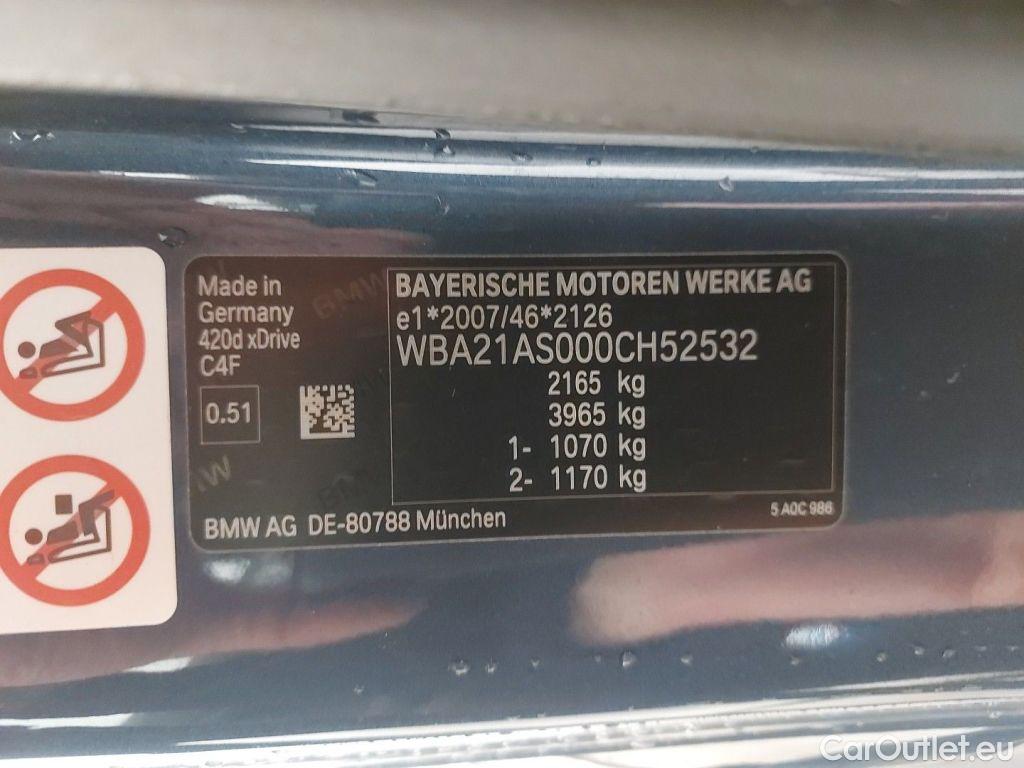 Made in
Germany
420d xDrive
C4F
0.51
BAYERISCHE MOTOREN WERKE AG
e1*2007/46*2126
WBA21AS000CH52532
2165 kg
3965 kg
1- 1070 kg
2- 1170 kg
BMW AG DE-80788 München
5 A0C 986
BMW
CarOutlet.eu